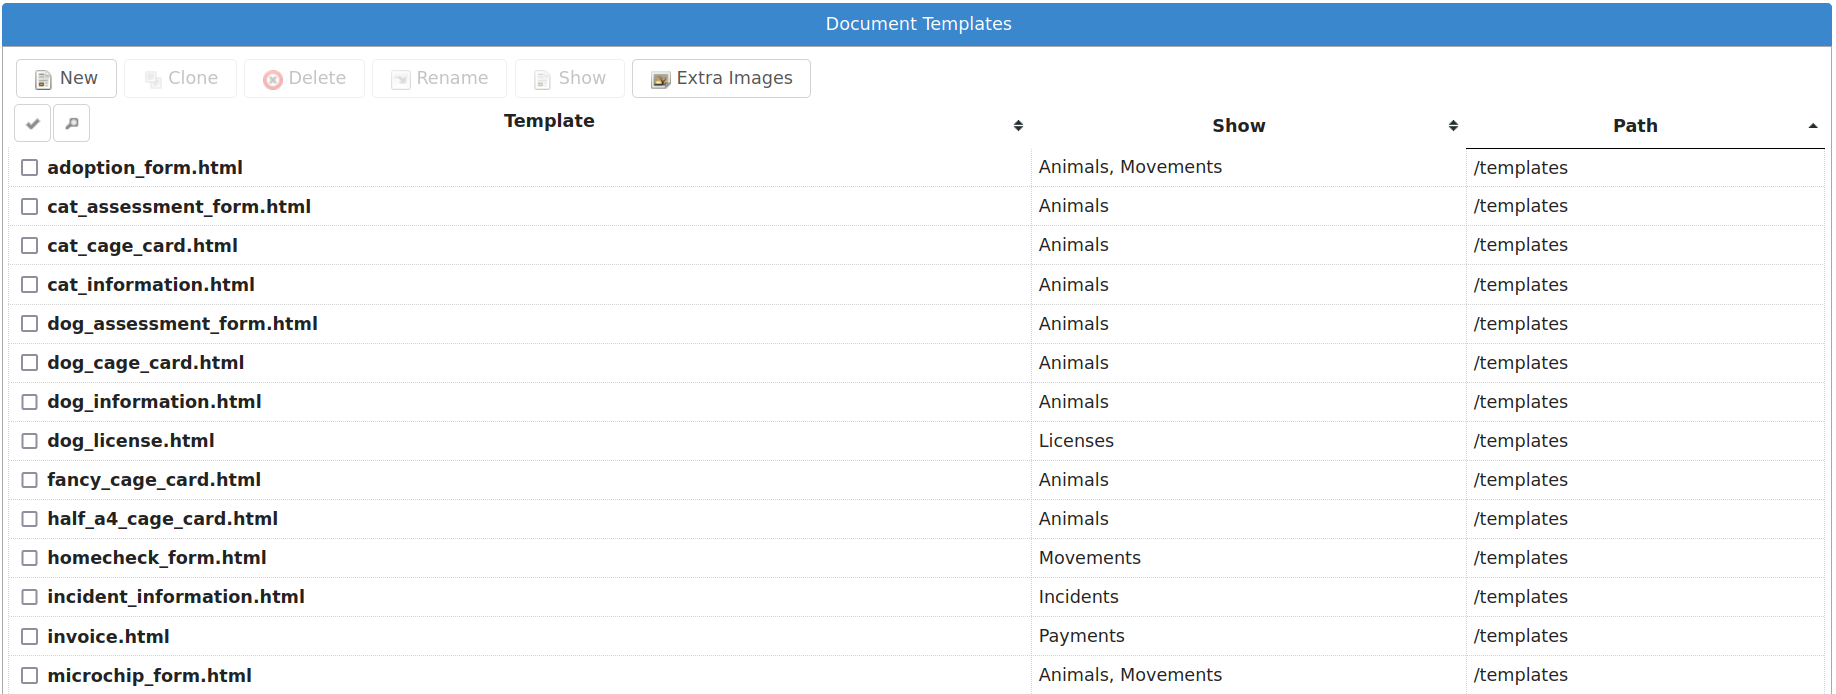 Document Templates
New Clone Delete Rename Show Extra Images
Template Show Path
adoption_form.html Animals, Movements /templates
cat_assessment_form.html Animals /templates
cat_cage_card.html Animals /templates
cat_information.html Animals /templates
dog_assessment_form.html Animals /templates
dog_cage_card.html Animals /templates
dog_information.html Animals /templates
dog_license.html Licenses /templates
fancy_cage_card.html Animals /templates
half_a4_cage_card.html Animals /templates
homecheck_form.html Movements /templates
incident_information.html Incidents /templates
invoice.html Payments /templates
microchip_form.html Animals, Movements /templates